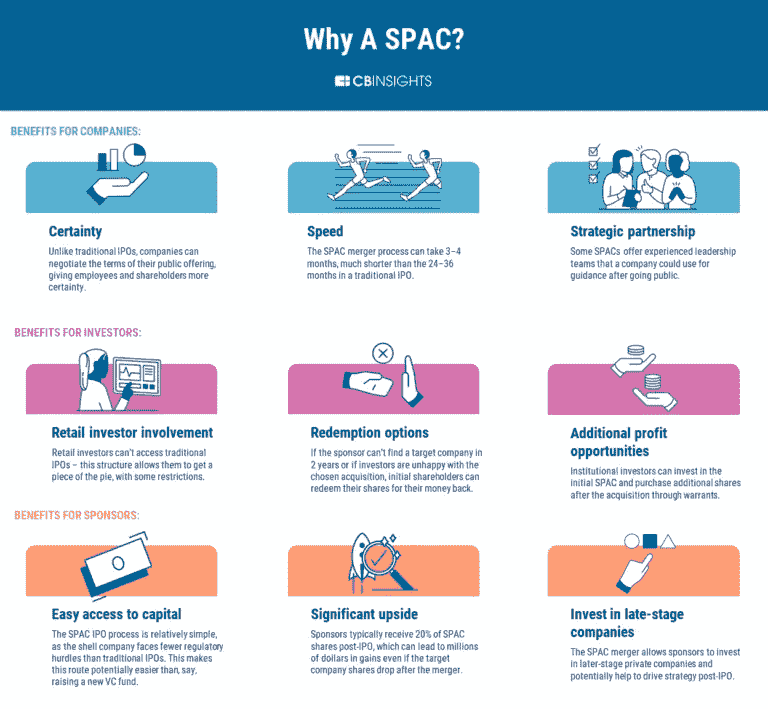 Why A SPAC?
CBINSIGHTS
BENEFITS FOR COMPANIES:
Certainty
Unlike traditional IPOs, companies can
negotiate the terms of their public offering,
giving employees and shareholders more
certainty.
Speed
The SPAC merger process can take 3–4
months, much shorter than the 24–36
months in a traditional IPO.
Strategic partnership
Some SPACs offer experienced leadership
teams that a company could use for
guidance after going public.
BENEFITS FOR INVESTORS:
Retail investor involvement
Retail investors can't access traditional
IPOs – this structure allows them to get a
piece of the pie, with some restrictions.
Redemption options
If the sponsor can't find a target company in
2 years or if investors are unhappy with the
chosen acquisition, initial shareholders can
redeem their shares for their money back.
Additional profit
opportunities
Institutional investors can invest in the
initial SPAC and purchase additional shares
after the acquisition through warrants.
BENEFITS FOR SPONSORS:
Easy access to capital
The SPAC IPO process is relatively simple,
as the shell company faces fewer regulatory
hurdles than traditional IPOs. This makes
this route potentially easier than, say,
raising a new VC fund.
Significant upside
Sponsors typically receive 20% of SPAC
shares post-IPO, which can lead to millions
of dollars in gains even if the target
company shares drop after the merger.
Invest in late-stage
companies
The SPAC merger allows sponsors to invest
in later-stage private companies and
potentially help to drive strategy post-IPO.